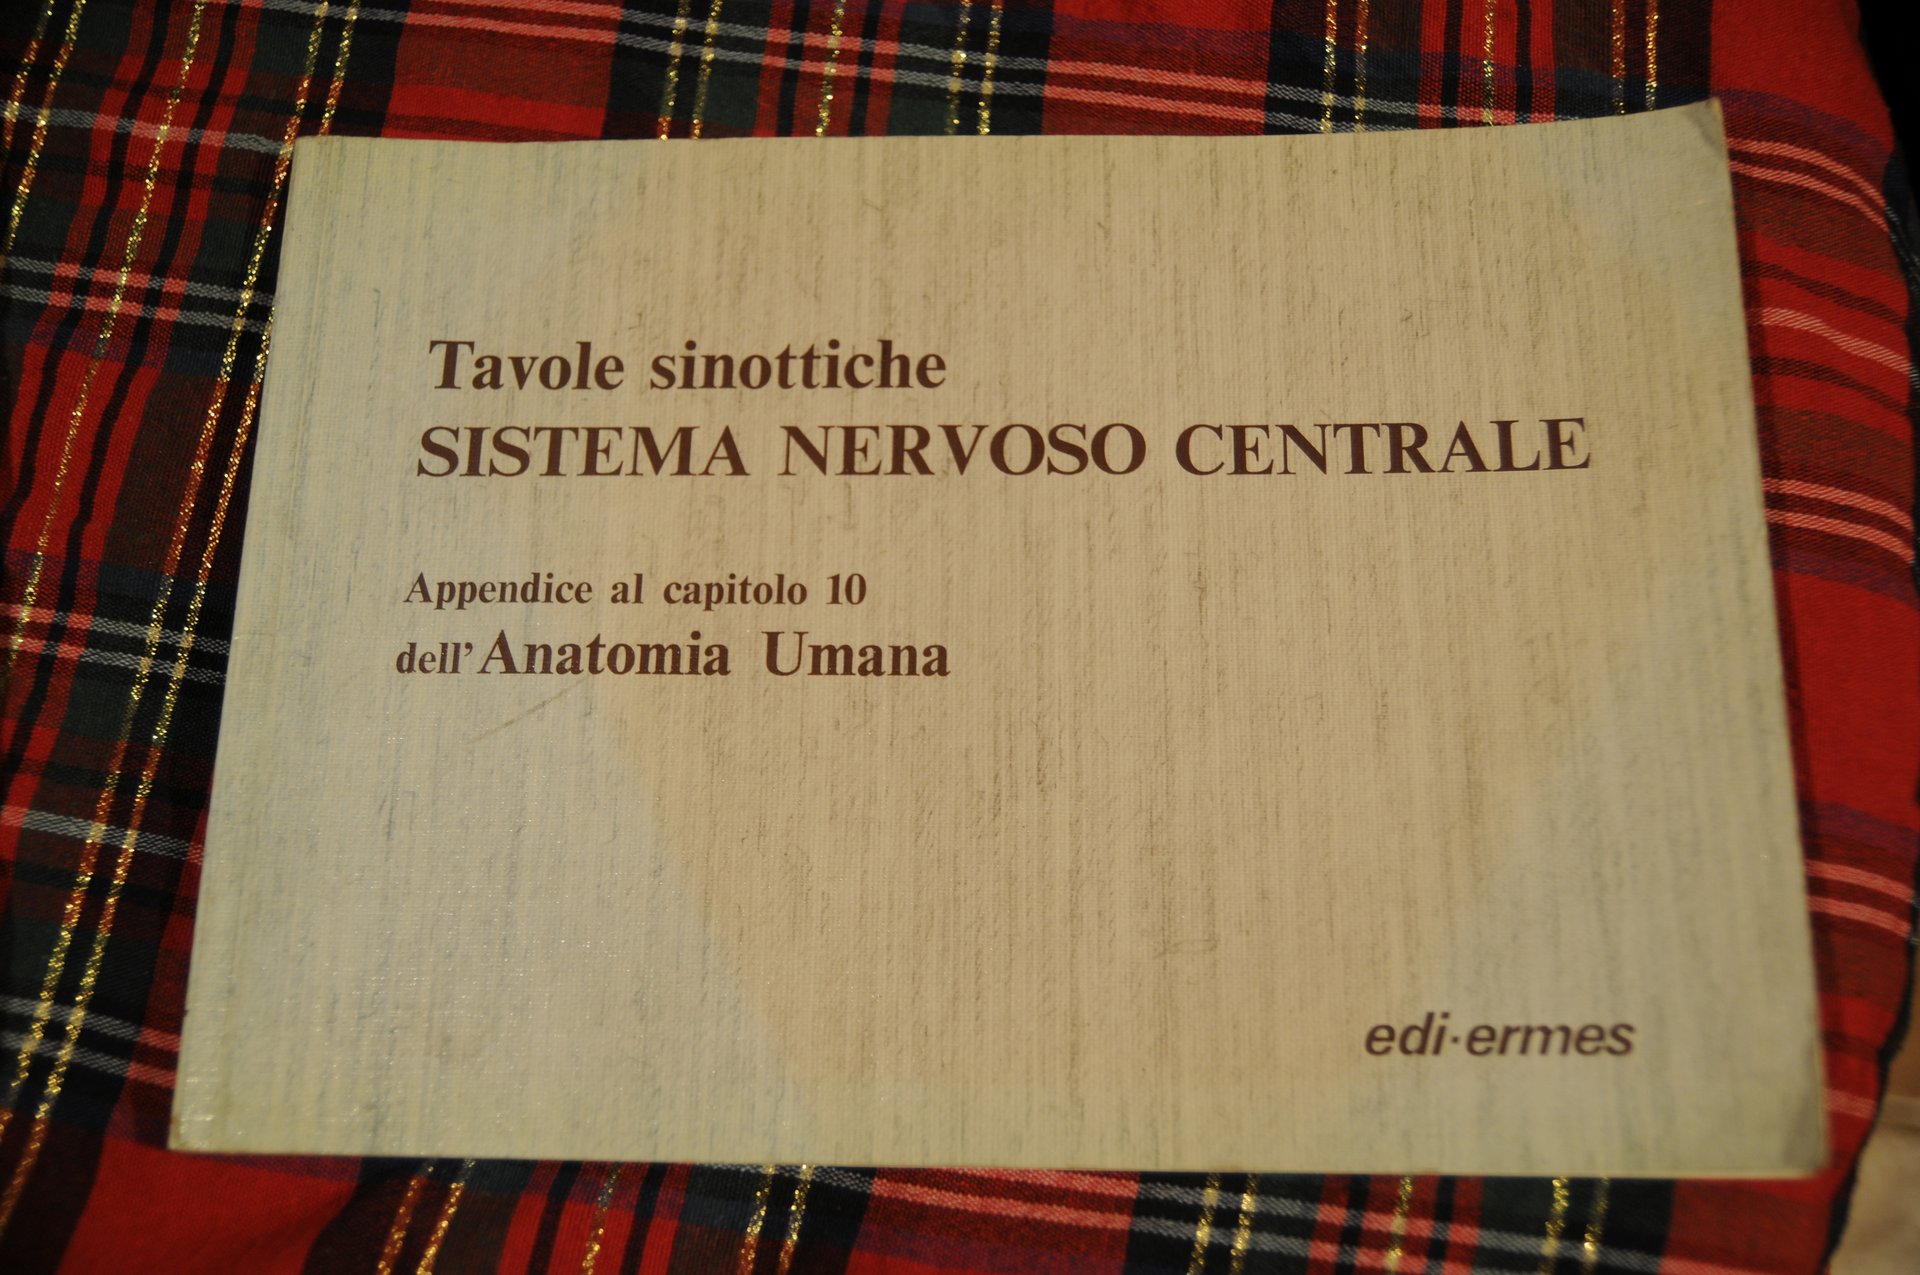 Tavole sinottiche
SISTEMA NERVOSO CENTRALE
Appendice al capitolo 10
dell'Anatomia Umana
edi·ermes